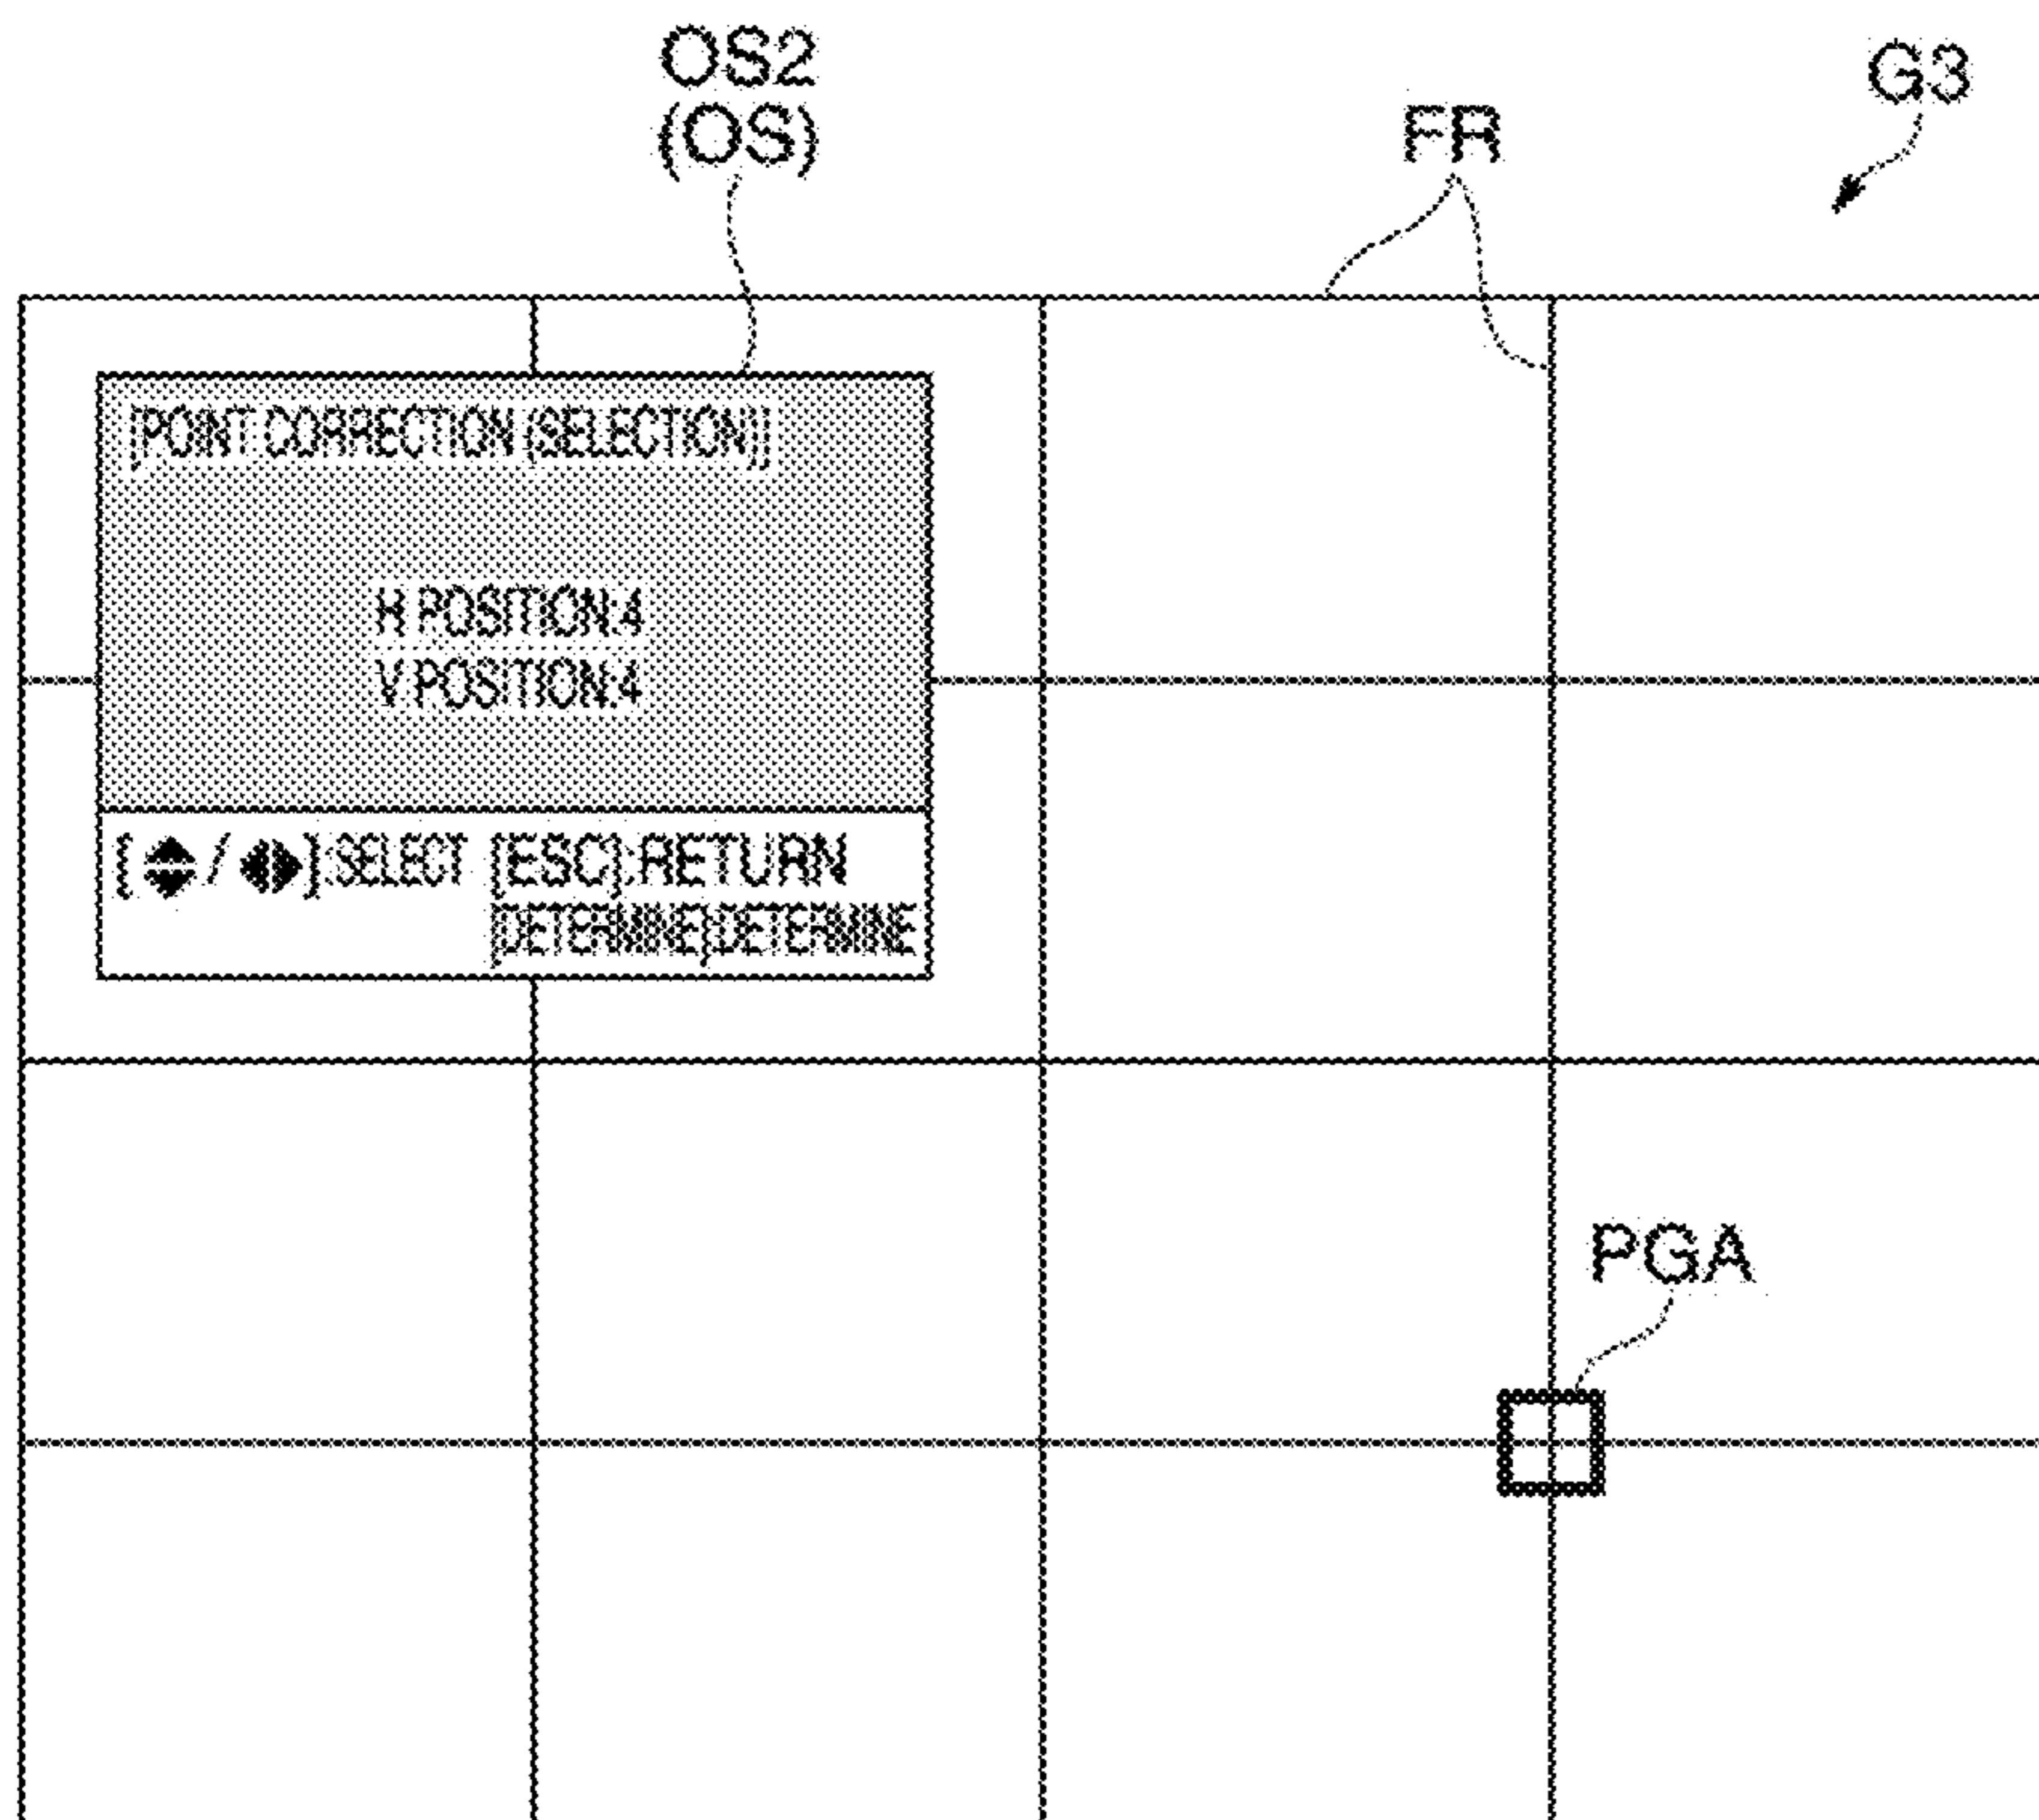 OS2
(OS)
FR
G3
[POINT CORRECTION (SELECTION)]
H POSITION:4
V POSITION:4
[◆/◆]:SELECT [ESC]:RETURN
[DETERMINE]:DETERMINE
PGA